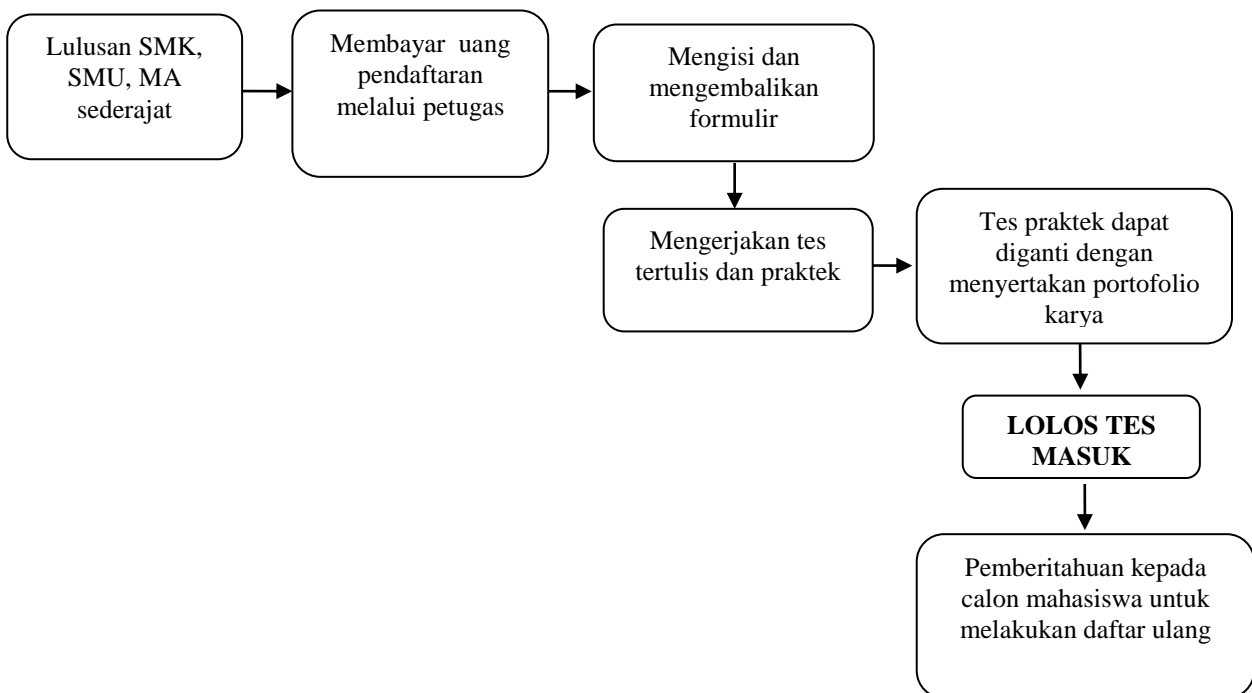 Lulusan SMK,
SMU, MA
sederajat
Membayar uang
pendaftaran
melalui petugas
Mengisi dan
mengembalikan
formulir
Mengerjakan tes
tertulis dan praktek
Tes praktek dapat
diganti dengan
menyertakan portofolio
karya
LOLOS TES
MASUK
Pemberitahuan kepada
calon mahasiswa untuk
melakukan daftar ulang